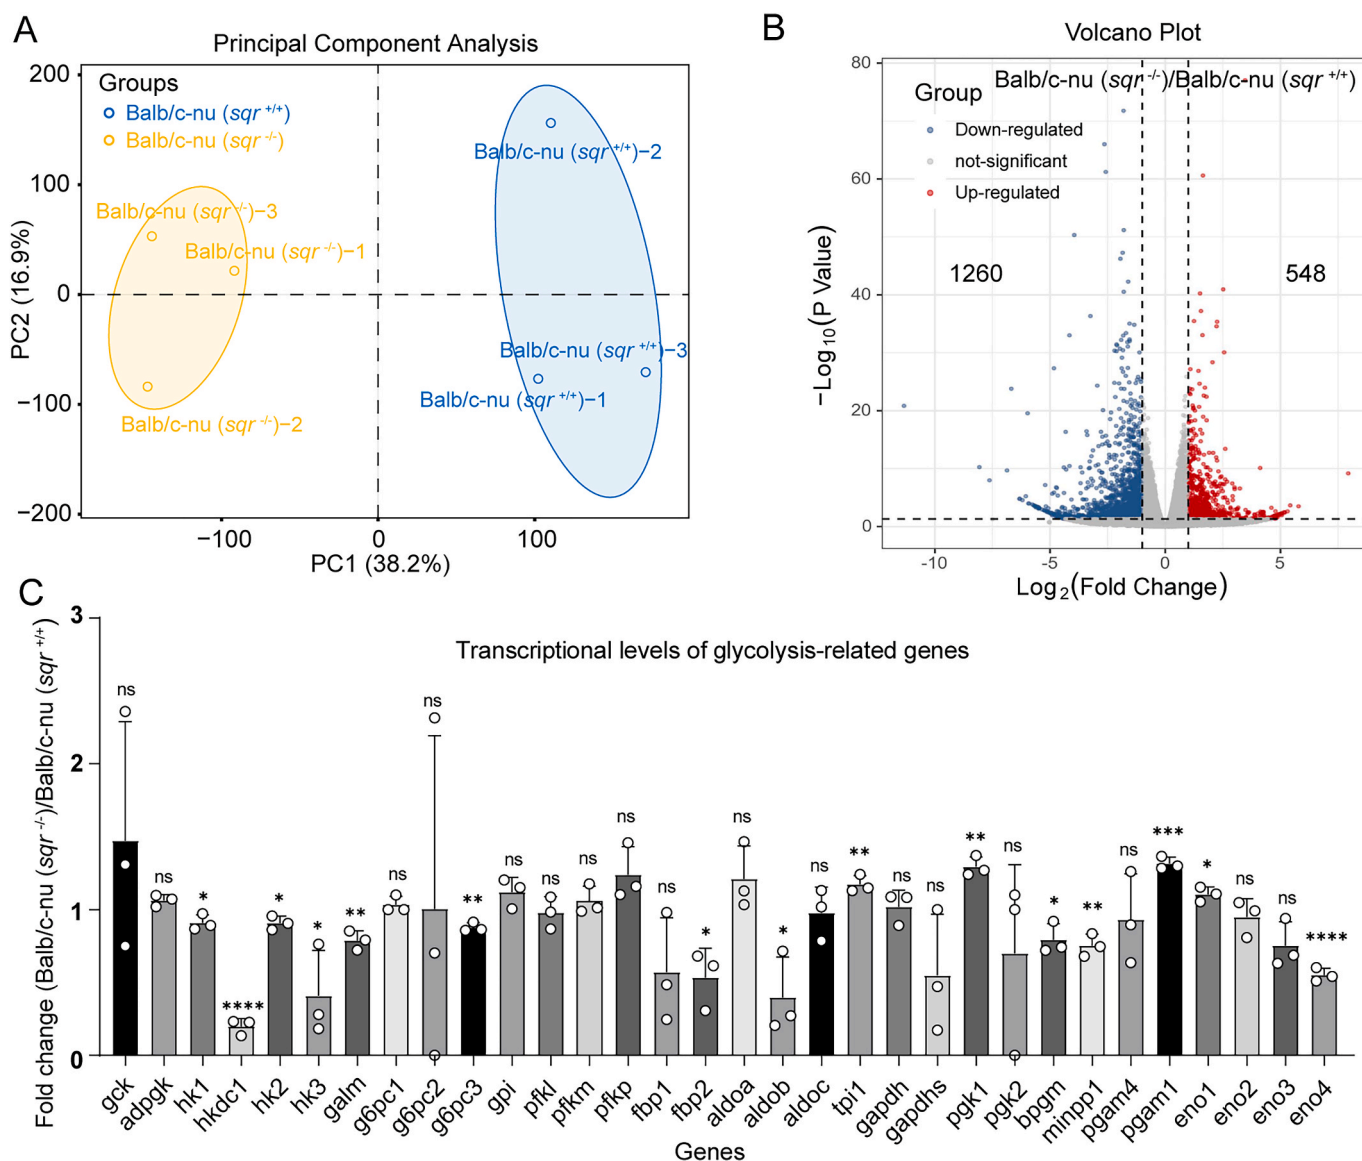 A
Principal Component Analysis
Groups
Balb/c-nu (sqr +/+)
Balb/c-nu (sqr -/-)
Balb/c-nu (sqr +/+)−2
Balb/c-nu (sqr -/-)−3
Balb/c-nu (sqr -/-)−1
Balb/c-nu (sqr +/+)−3
Balb/c-nu (sqr +/+)−1
Balb/c-nu (sqr -/-)−2
200
100
0
−100
−200
PC2 (16.9%)
−100
0
100
PC1 (38.2%)
B
Volcano Plot
Balb/c-nu (sqr -/-)/Balb/c-nu (sqr +/+)
Group
Down-regulated
not-significant
Up-regulated
1260
548
80
60
40
20
0
−Log10(P Value)
-10
-5
0
5
Log2(Fold Change)
C
Transcriptional levels of glycolysis-related genes
3
2
1
0
Fold change (Balb/c-nu (sqr -/-)/Balb/c-nu (sqr +/+)
ns
ns
*
****
*
*
**
ns
ns
**
ns
ns
ns
ns
ns
*
ns
*
ns
**
ns
ns
**
ns
*
**
ns
***
*
ns
ns
****
gck
adpgk
hk1
hkdc1
hk2
hk3
galm
g6pc1
g6pc2
g6pc3
gpi
pfkl
pfkm
pfkp
fbp1
fbp2
aldoa
aldob
aldoc
tpi1
gapdh
gapdhs
pgk1
pgk2
bpgm
minpp1
pgam4
pgam1
eno1
eno2
eno3
eno4
Genes